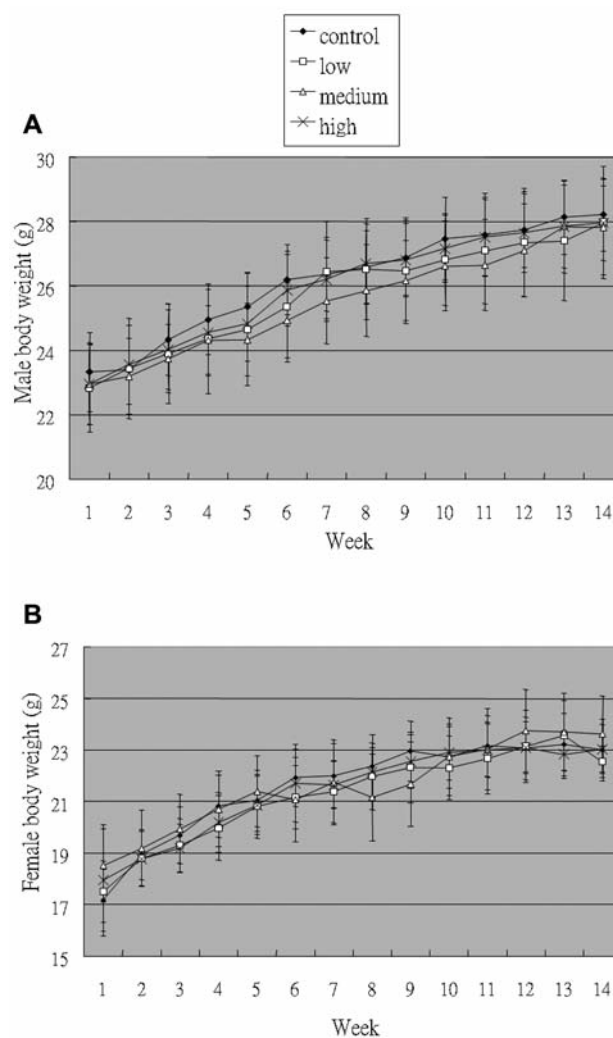 control
low
medium
high
A
30
28
26
24
22
20
Male body weight (g)
1 2 3 4 5 6 7 8 9 10 11 12 13 14
Week
B
27
25
23
21
19
17
15
Female body weight (g)
1 2 3 4 5 6 7 8 9 10 11 12 13 14
Week